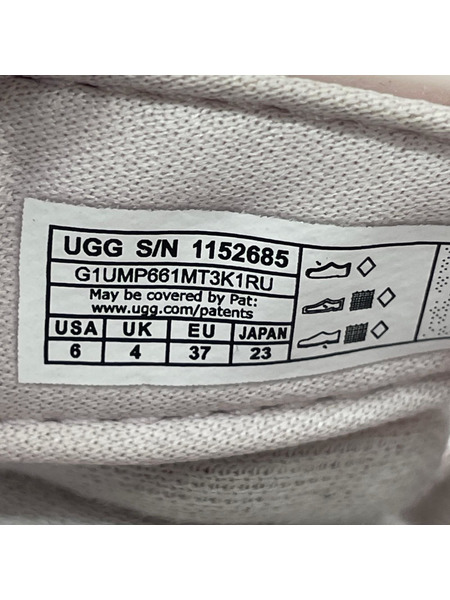 UGG S/N 1152685
G1UMP661MT3K1RU
May be covered by Pat:
www.ugg.com/patents
USA UK EU JAPAN
6 4 37 23